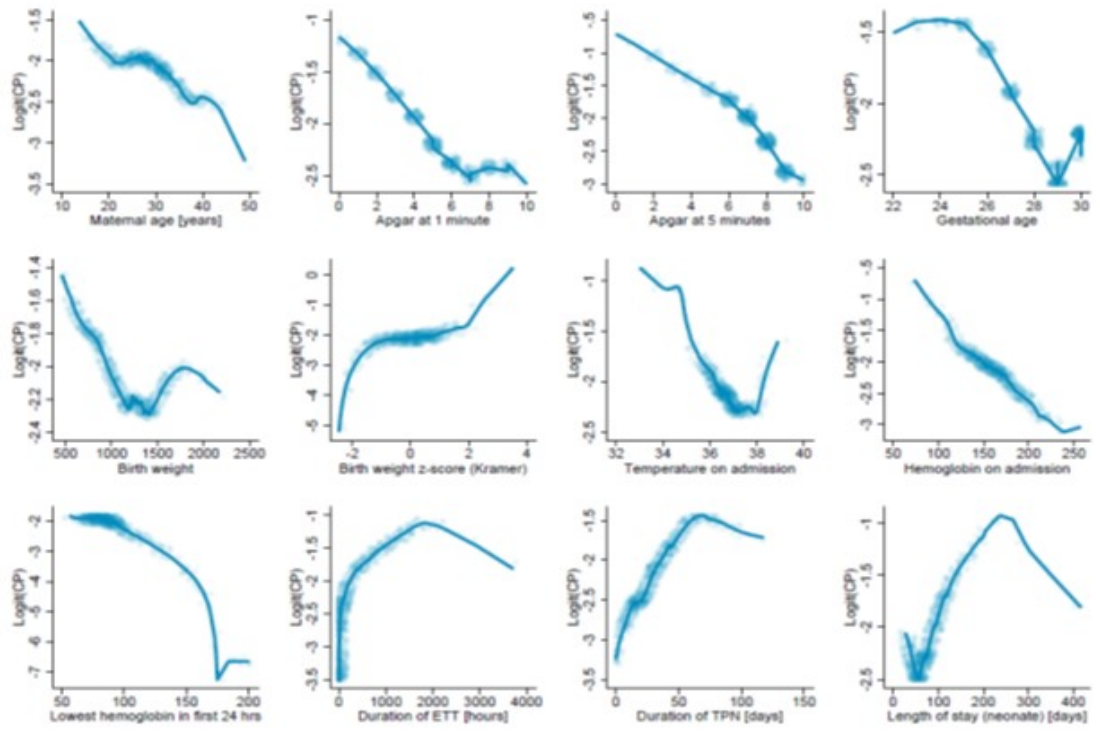 Logit(CP)
-1.5
-2
-2.5
-3
-3.5
10 20 30 40 50
Maternal age [years]
Logit(CP)
-1
-1.5
-2
-2.5
0 2 4 6 8 10
Apgar at 1 minute
Logit(CP)
-.5
-1
-1.5
-2
-2.5
-3
0 2 4 6 8 10
Apgar at 5 minutes
Logit(CP)
-1.5
-2
-2.5
22 24 26 28 30
Gestational age
Logit(CP)
-1.4
-1.6
-1.8
-2
-2.2
-2.4
500 1000 1500 2000 2500
Birth weight
Logit(CP)
0
-1
-2
-3
-4
-5
-2 0 2 4
Birth weight z-score (Kramer)
Logit(CP)
-1
-1.5
-2
-2.5
32 34 36 38 40
Temperature on admission
Logit(CP)
-.5
-1
-1.5
-2
-2.5
-3
50 100 150 200 250
Hemoglobin on admission
Logit(CP)
-2
-3
-4
-5
-6
-7
50 100 150 200
Lowest hemoglobin in first 24 hrs
Logit(CP)
-1
-1.5
-2
-2.5
-3
-3.5
0 1000 2000 3000 4000
Duration of ETT [hours]
Logit(CP)
-1.5
-2
-2.5
-3
-3.5
0 50 100 150
Duration of TPN [days]
Logit(CP)
-1
-1.5
-2
-2.5
0 100 200 300 400
Length of stay (neonate) [days]